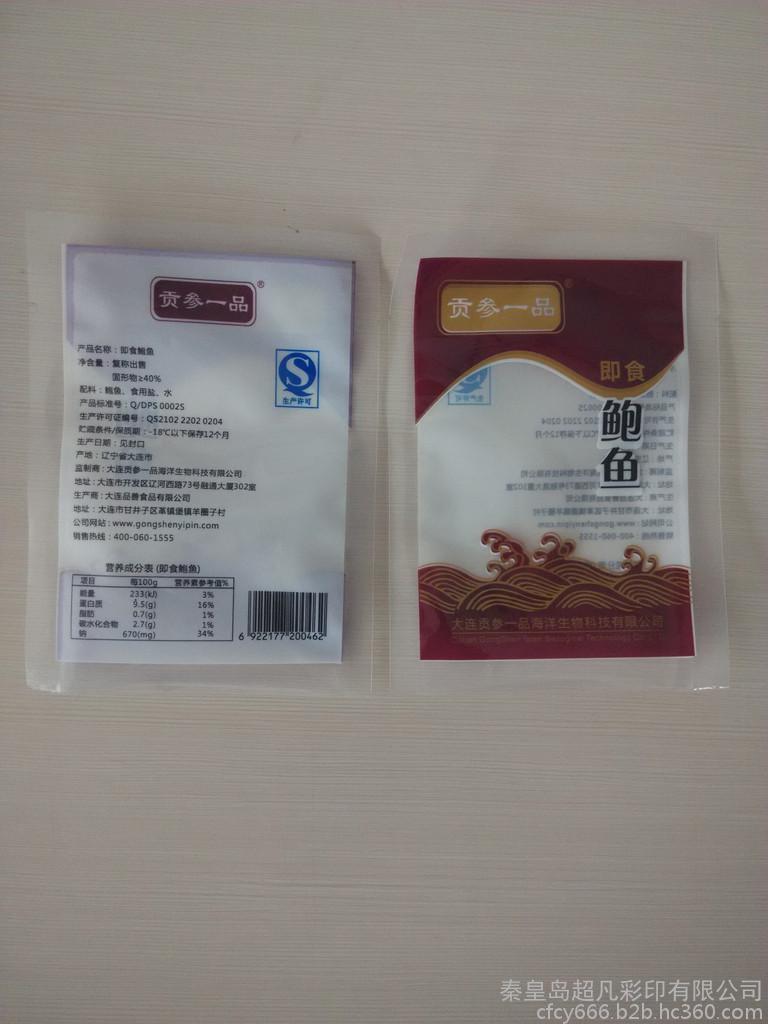 贡参一品®
产品名称：即食鲍鱼
净含量：复称出售
固形物≥40%
配料：鲍鱼、食用盐、水
产品标准号：Q/DPS 0002S
生产许可证编号：QS2102 2202 0204
贮藏条件/保质期：-18℃以下保存12个月
生产日期：见封口
产地：辽宁省大连市
监制商：大连贡参一品海洋生物科技有限公司
地址：大连市开发区辽河西路73号融通大厦302室
生产商：大连品善食品有限公司
地址：大连市甘井子区革镇堡镇羊圈子村
公司网站：www.gongshenyipin.com
销售热线：400-060-1555
生产许可
营养成分表 (即食鲍鱼)
项目 每100g 营养素参考值%
能量 233(kJ) 3%
蛋白质 9.5(g) 16%
脂肪 0.7(g) 1%
碳水化合物 2.7(g) 1%
钠 670(mg) 34%
6 922177 200462
贡参一品®
即食
鲍鱼
大连贡参一品海洋生物科技有限公司
秦皇岛超凡彩印有限公司
cfcy666.b2b.hc360.com